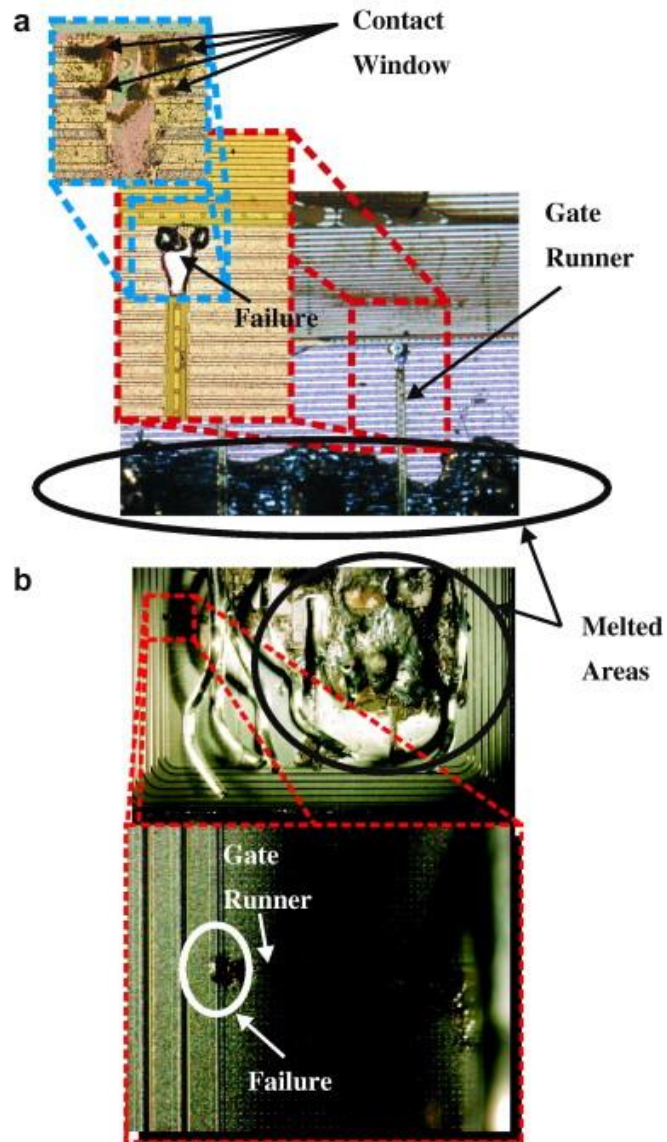 a
Contact
Window
Gate
Runner
Failure
b
Melted
Areas
Gate
Runner
Failure